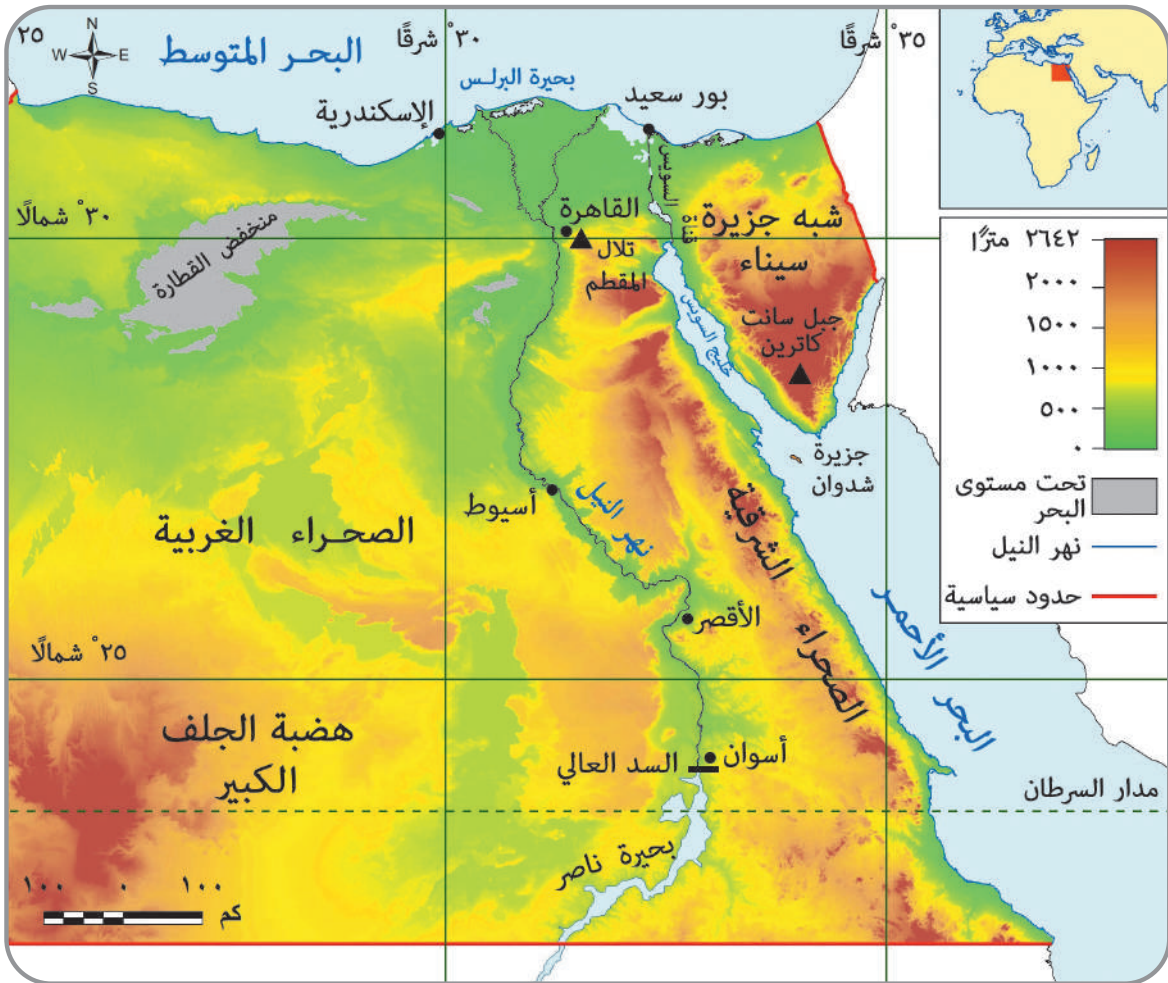 ٢٥
N
W E
S
البحر المتوسط
٣٠° شرقًا
٣٥° شرقًا
بحيرة البرلس
بور سعيد
الإسكندرية
قناة السويس
٣٠° شمالًا
منخفض القطارة
القاهرة
تلال
المقطم
شبه جزيرة
سيناء
جبل سانت
كاترين
خليج السويس
جزيرة
شدوان
أسيوط
نهر النيل
الصحراء الغربية
الصحراء الشرقية
الأقصر
البحر الأحمر
٢٥° شمالًا
هضبة الجلف
الكبير
السد العالي
أسوان
مدار السرطان
بحيرة ناصر
١٠٠ ٠ ١٠٠
كم
٢٦٤٢ مترًا
٢٠٠٠
١٥٠٠
١٠٠٠
٥٠٠
٠
تحت مستوى
البحر
نهر النيل
حدود سياسية